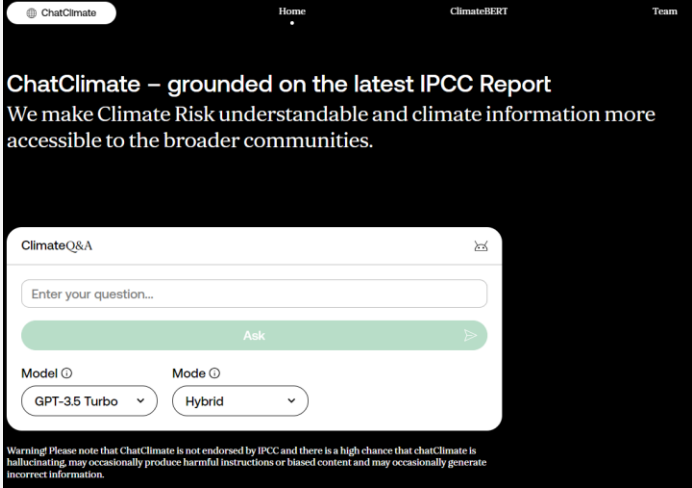 ChatClimate
Home
ClimateBERT
Team
ChatClimate – grounded on the latest IPCC Report
We make Climate Risk understandable and climate information more
accessible to the broader communities.
ClimateQ&A
Enter your question...
Ask
Model
Mode
GPT-3.5 Turbo
Hybrid
Warning! Please note that ChatClimate is not endorsed by IPCC and there is a high chance that chatClimate is
hallucinating, may occasionally produce harmful instructions or biased content and may occasionally generate
incorrect information.